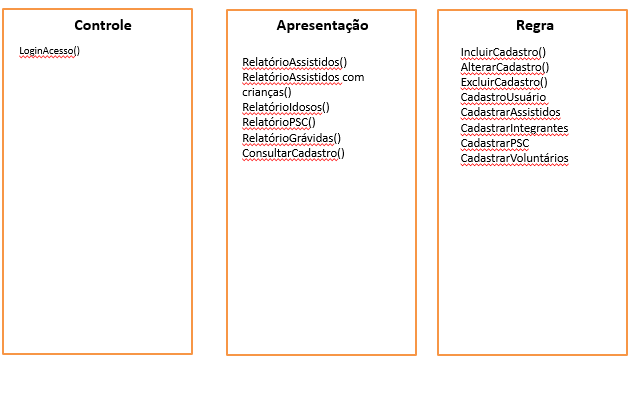 Controle
LoginAcesso()
Apresentação
RelatórioAssistidos()
RelatórioAssistidos com
crianças()
RelatórioIdosos()
RelatórioPSC()
RelatórioGrávidas()
ConsultarCadastro()
Regra
IncluirCadastro()
AlterarCadastro()
ExcluirCadastro()
CadastroUsuário
CadastrarAssistidos
CadastrarIntegrantes
CadastrarPSC
CadastrarVoluntários